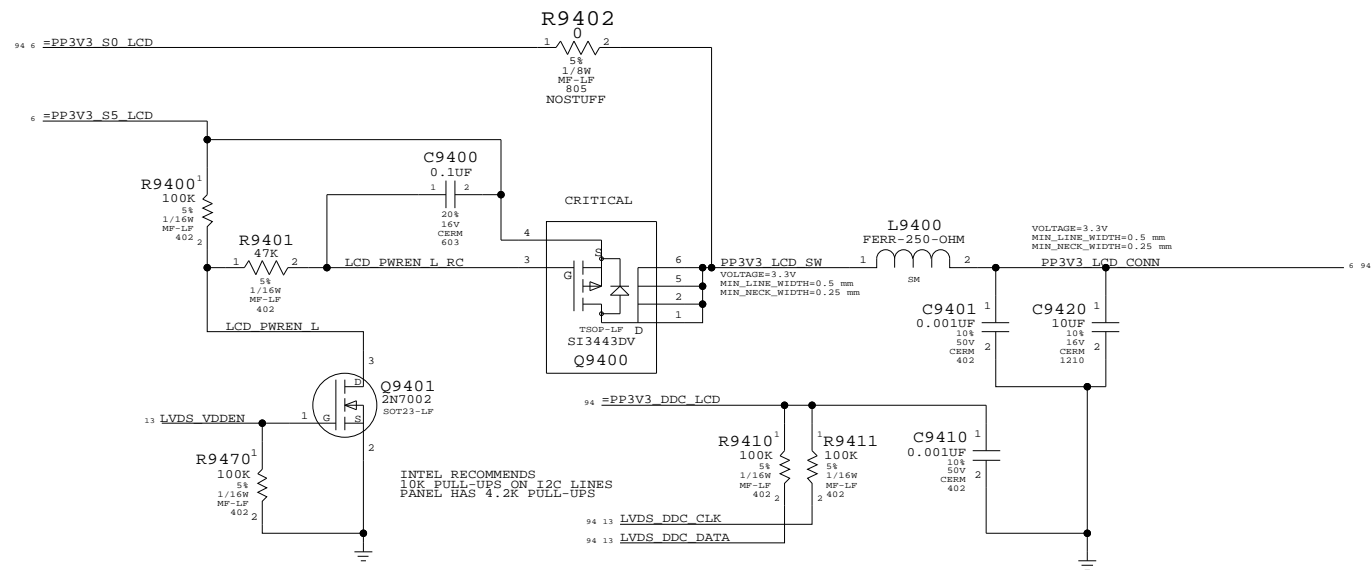 R9402
0
94 6 =PP3V3_S0_LCD
1 2
5%
1/8W
MF-LF
805
NOSTUFF
6 =PP3V3_S5_LCD
C9400
0.1UF
1 2
20%
16V
CERM
603
R9400
1
100K
5%
1/16W
MF-LF
402
2
R9401
47K
1 2
5%
1/16W
MF-LF
402
LCD_PWREN_L_RC
CRITICAL
4
S
3
G
6
5
2
1
TSOP-LF D
SI3443DV
Q9400
PP3V3_LCD_SW
VOLTAGE=3.3V
MIN_LINE_WIDTH=0.5 mm
MIN_NECK_WIDTH=0.25 mm
L9400
FERR-250-OHM
1 2
SM
VOLTAGE=3.3V
MIN_LINE_WIDTH=0.5 mm
MIN_NECK_WIDTH=0.25 mm
PP3V3_LCD_CONN
6 94
C9401
1
0.001UF
10%
50V
CERM
402
2
C9420
1
10UF
10%
16V
CERM
1210
2
LCD_PWREN_L
3
D
Q9401
2N7002
SOT23-LF
13 LVDS_VDDEN
1
G
S
2
R9470
1
100K
5%
1/16W
MF-LF
402
2
INTEL RECOMMENDS
10K PULL-UPS ON I2C LINES
PANEL HAS 4.2K PULL-UPS
94 =PP3V3_DDC_LCD
R9410
1
100K
5%
1/16W
MF-LF
402
2
R9411
1
100K
5%
1/16W
MF-LF
402
2
C9410
1
0.001UF
10%
50V
CERM
402
2
94 13 LVDS_DDC_CLK
94 13 LVDS_DDC_DATA